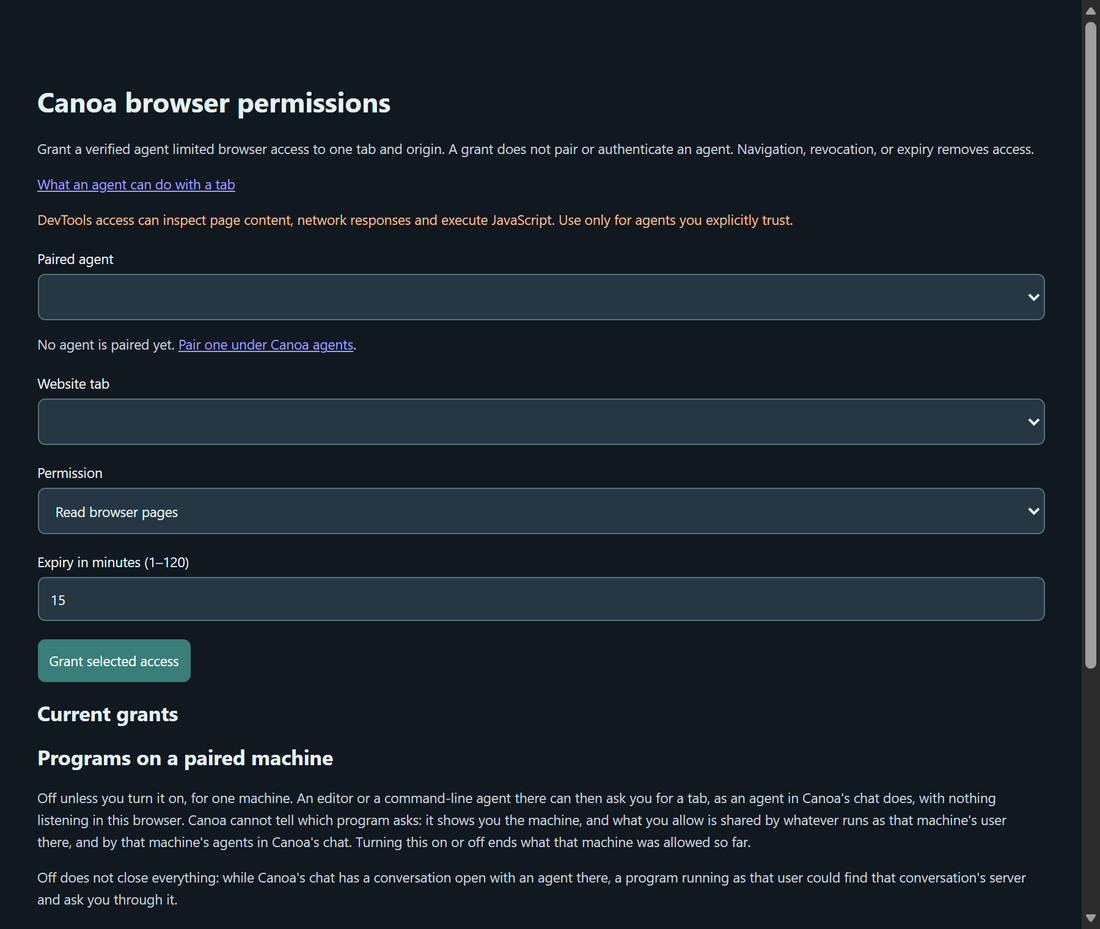 Canoa browser permissions
Grant a verified agent limited browser access to one tab and origin. A grant does not pair or authenticate an agent. Navigation, revocation, or expiry removes access.
What an agent can do with a tab
DevTools access can inspect page content, network responses and execute JavaScript. Use only for agents you explicitly trust.
Paired agent
No agent is paired yet. Pair one under Canoa agents.
Website tab
Permission
Read browser pages
Expiry in minutes (1–120)
15
Grant selected access
Current grants
Programs on a paired machine
Off unless you turn it on, for one machine. An editor or a command-line agent there can then ask you for a tab, as an agent in Canoa's chat does, with nothing
listening in this browser. Canoa cannot tell which program asks: it shows you the machine, and what you allow is shared by whatever runs as that machine's user
there, and by that machine's agents in Canoa's chat. Turning this on or off ends what that machine was allowed so far.
Off does not close everything: while Canoa's chat has a conversation open with an agent there, a program running as that user could find that conversation's server
and ask you through it.